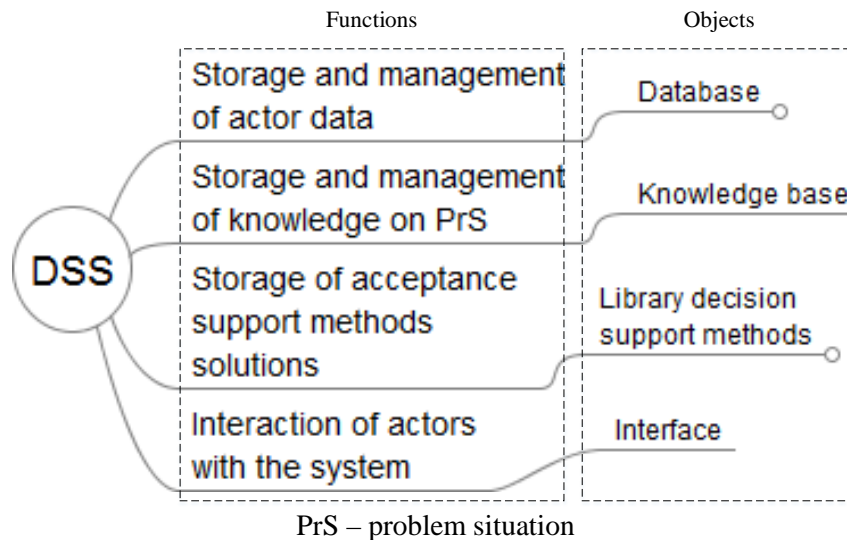 Functions
Objects
DSS
Storage and management
of actor data
Database
Storage and management
of knowledge on PrS
Knowledge base
Storage of acceptance
support methods
solutions
Library decision
support methods
Interaction of actors
with the system
Interface
PrS – problem situation